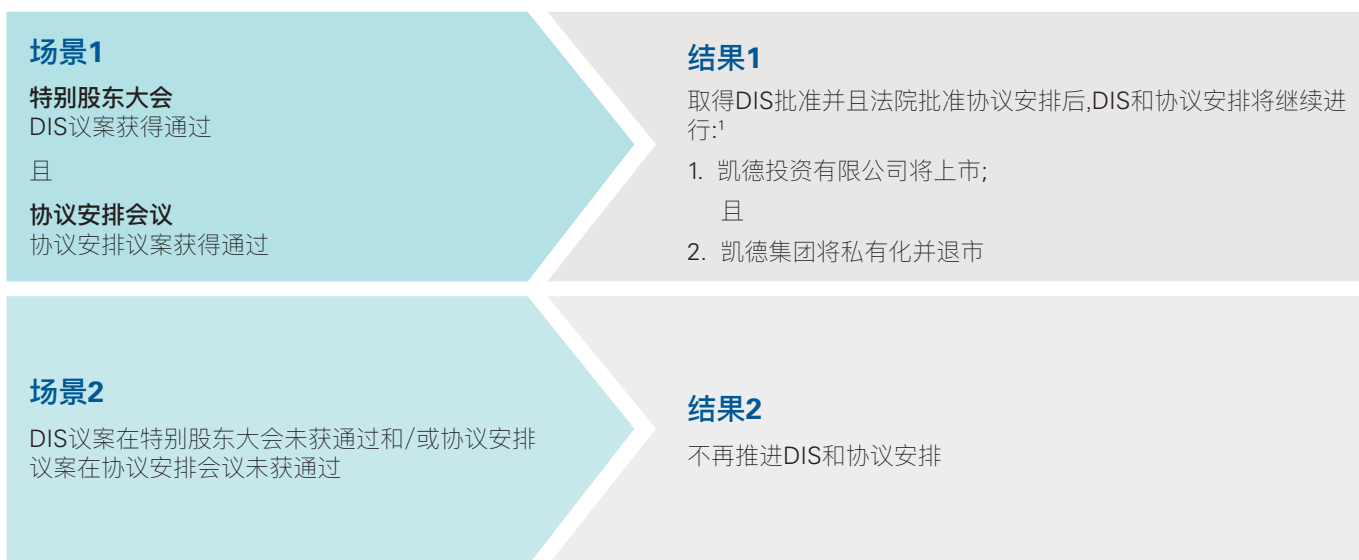 场景1
特别股东大会
DIS议案获得通过
且
协议安排会议
协议安排议案获得通过
结果1
取得DIS批准并且法院批准协议安排后,DIS和协议安排将继续进
行:¹
1. 凯德投资有限公司将上市;
且
2. 凯德集团将私有化并退市
场景2
DIS议案在特别股东大会未获通过和/或协议安排
议案在协议安排会议未获通过
结果2
不再推进DIS和协议安排